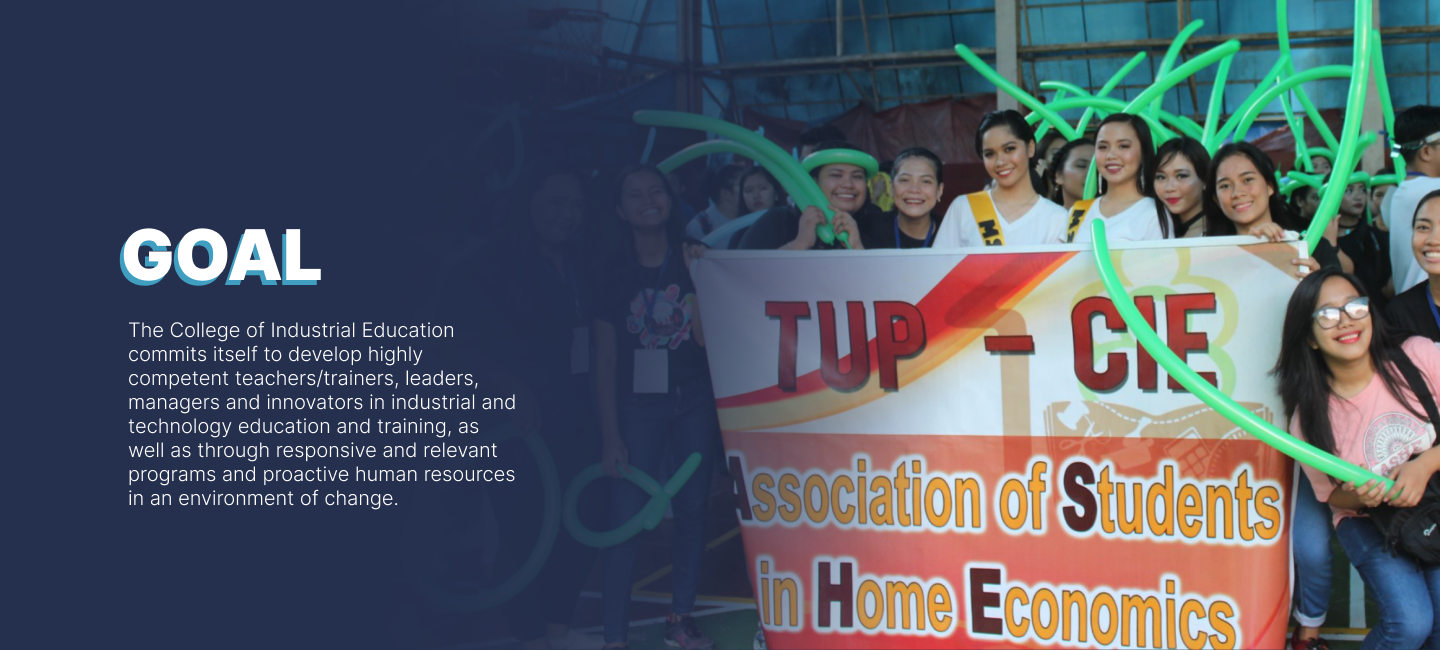 GOAL
The College of Industrial Education
commits itself to develop highly
competent teachers/trainers, leaders,
managers and innovators in industrial and
technology education and training, as
well as through responsive and relevant
programs and proactive human resources
in an environment of change.
TUP - CIE
Association of Students
in Home Economics